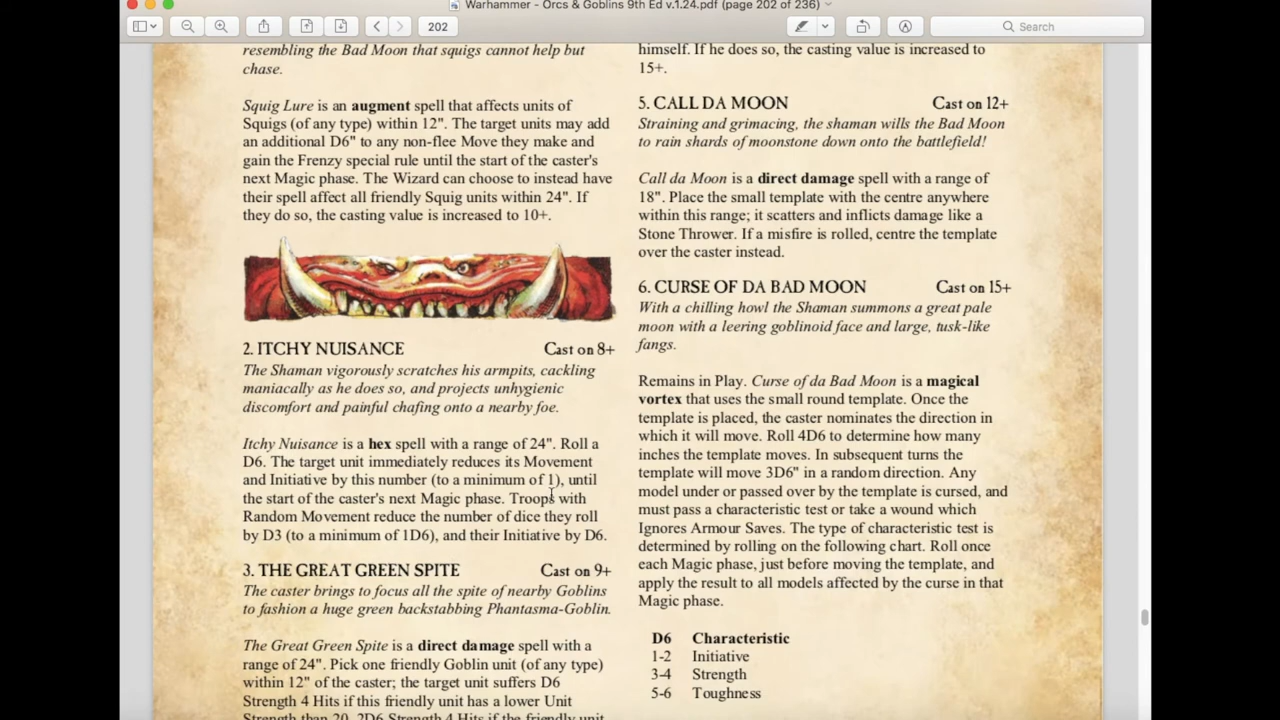 Warhammer - Orcs & Goblins 9th Ed v.1.24.pdf (page 202 of 236)
202
Search
resembling the Bad Moon that squigs cannot help but
chase.
Squig Lure is an augment spell that affects units of
Squigs (of any type) within 12". The target units may add
an additional D6" to any non-flee Move they make and
gain the Frenzy special rule until the start of the caster's
next Magic phase. The Wizard can choose to instead have
their spell affect all friendly Squig units within 24". If
they do so, the casting value is increased to 10+.
2. ITCHY NUISANCE Cast on 8+
The Shaman vigorously scratches his armpits, cackling
maniacally as he does so, and projects unhygienic
discomfort and painful chafing onto a nearby foe.
Itchy Nuisance is a hex spell with a range of 24". Roll a
D6. The target unit immediately reduces its Movement
and Initiative by this number (to a minimum of 1), until
the start of the caster's next Magic phase. Troops with
Random Movement reduce the number of dice they roll
by D3 (to a minimum of 1D6), and their Initiative by D6.
3. THE GREAT GREEN SPITE Cast on 9+
The caster brings to focus all the spite of nearby Goblins
to fashion a huge green backstabbing Phantasma-Goblin.
The Great Green Spite is a direct damage spell with a
range of 24". Pick one friendly Goblin unit (of any type)
within 12" of the caster; the target unit suffers D6
Strength 4 Hits if this friendly unit has a lower Unit
Strength than 20, 2D6 Strength 4 Hits if the friendly unit
himself. If he does so, the casting value is increased to
15+.
5. CALL DA MOON Cast on 12+
Straining and grimacing, the shaman wills the Bad Moon
to rain shards of moonstone down onto the battlefield!
Call da Moon is a direct damage spell with a range of
18". Place the small template with the centre anywhere
within this range; it scatters and inflicts damage like a
Stone Thrower. If a misfire is rolled, centre the template
over the caster instead.
6. CURSE OF DA BAD MOON Cast on 15+
With a chilling howl the Shaman summons a great pale
moon with a leering goblinoid face and large, tusk-like
fangs.
Remains in Play. Curse of da Bad Moon is a magical
vortex that uses the small round template. Once the
template is placed, the caster nominates the direction in
which it will move. Roll 4D6 to determine how many
inches the template moves. In subsequent turns the
template will move 3D6" in a random direction. Any
model under or passed over by the template is cursed, and
must pass a characteristic test or take a wound which
Ignores Armour Saves. The type of characteristic test is
determined by rolling on the following chart. Roll once
each Magic phase, just before moving the template, and
apply the result to all models affected by the curse in that
Magic phase.
D6 Characteristic
1-2 Initiative
3-4 Strength
5-6 Toughness